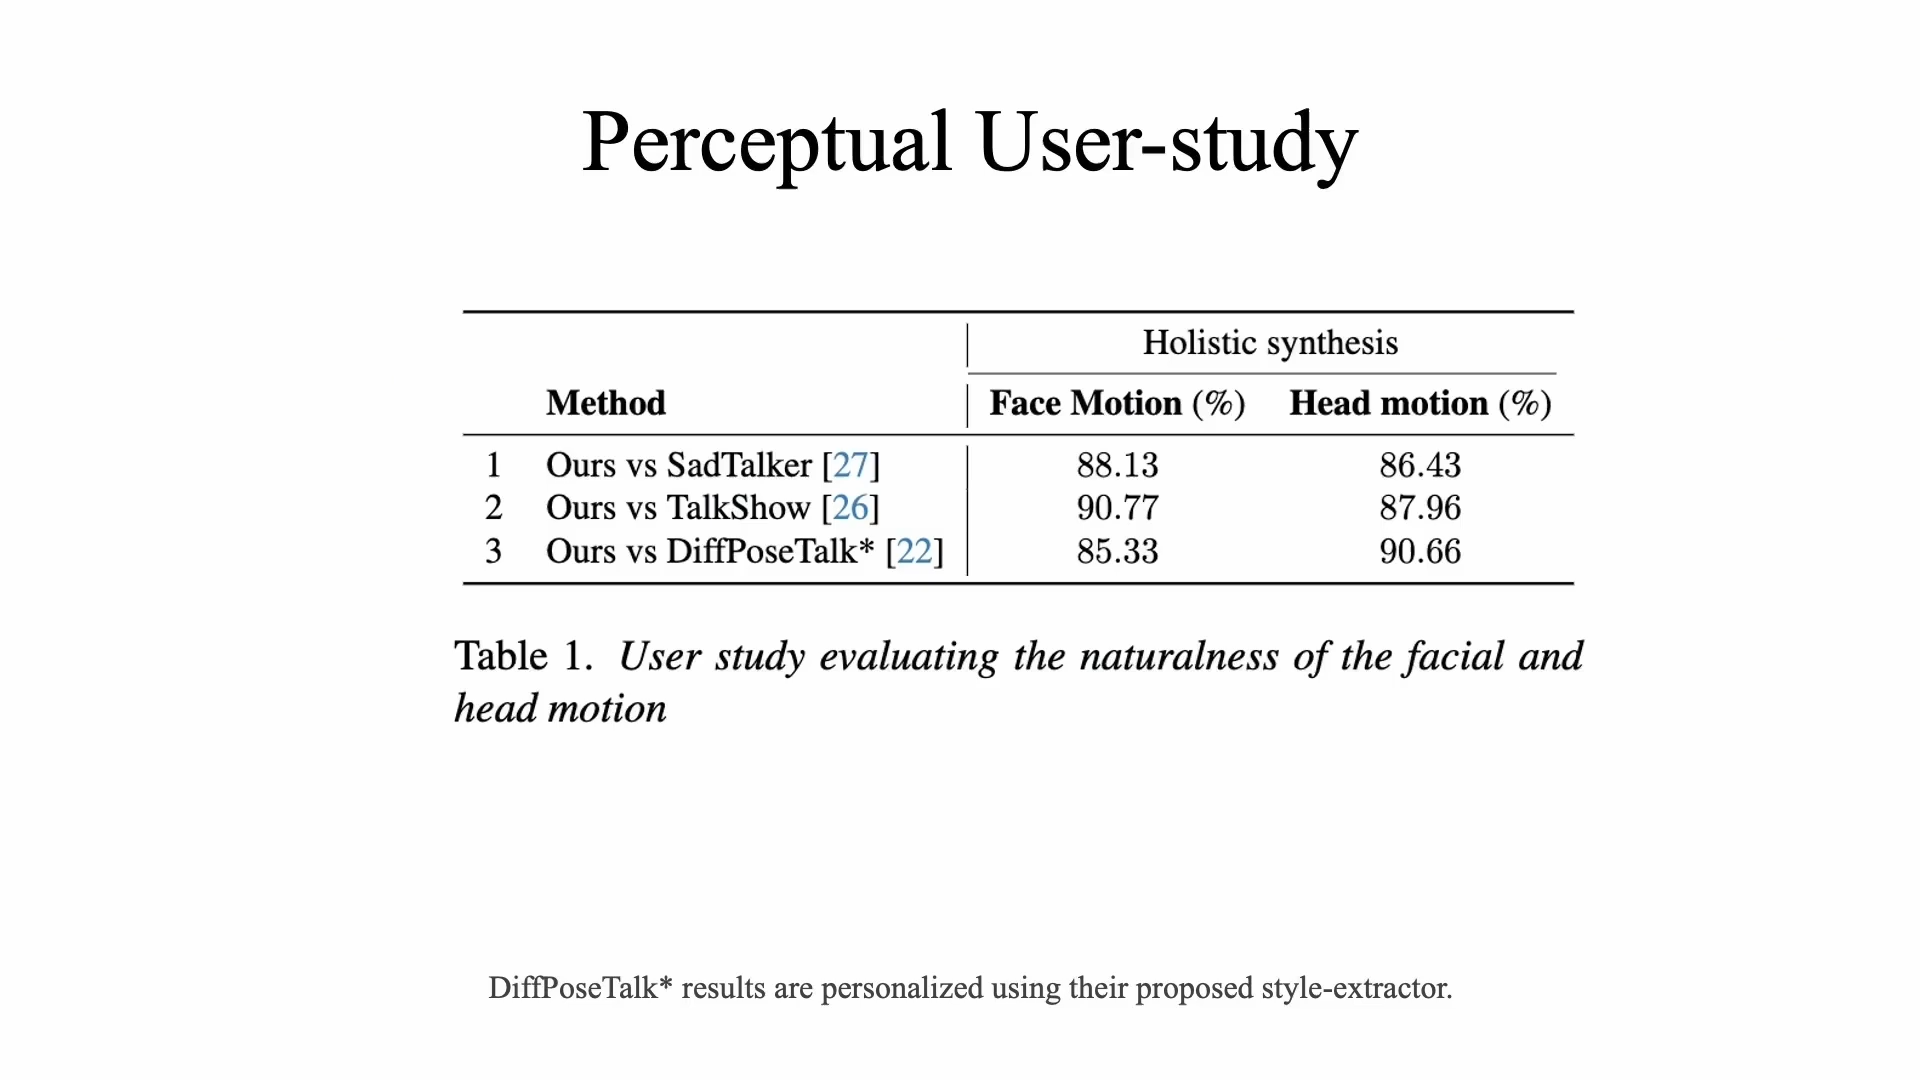 Perceptual User-study
Holistic synthesis
Method Face Motion (%) Head motion (%)
1 Ours vs SadTalker [27] 88.13 86.43
2 Ours vs TalkShow [26] 90.77 87.96
3 Ours vs DiffPoseTalk* [22] 85.33 90.66
Table 1. User study evaluating the naturalness of the facial and
head motion
DiffPoseTalk* results are personalized using their proposed style-extractor.